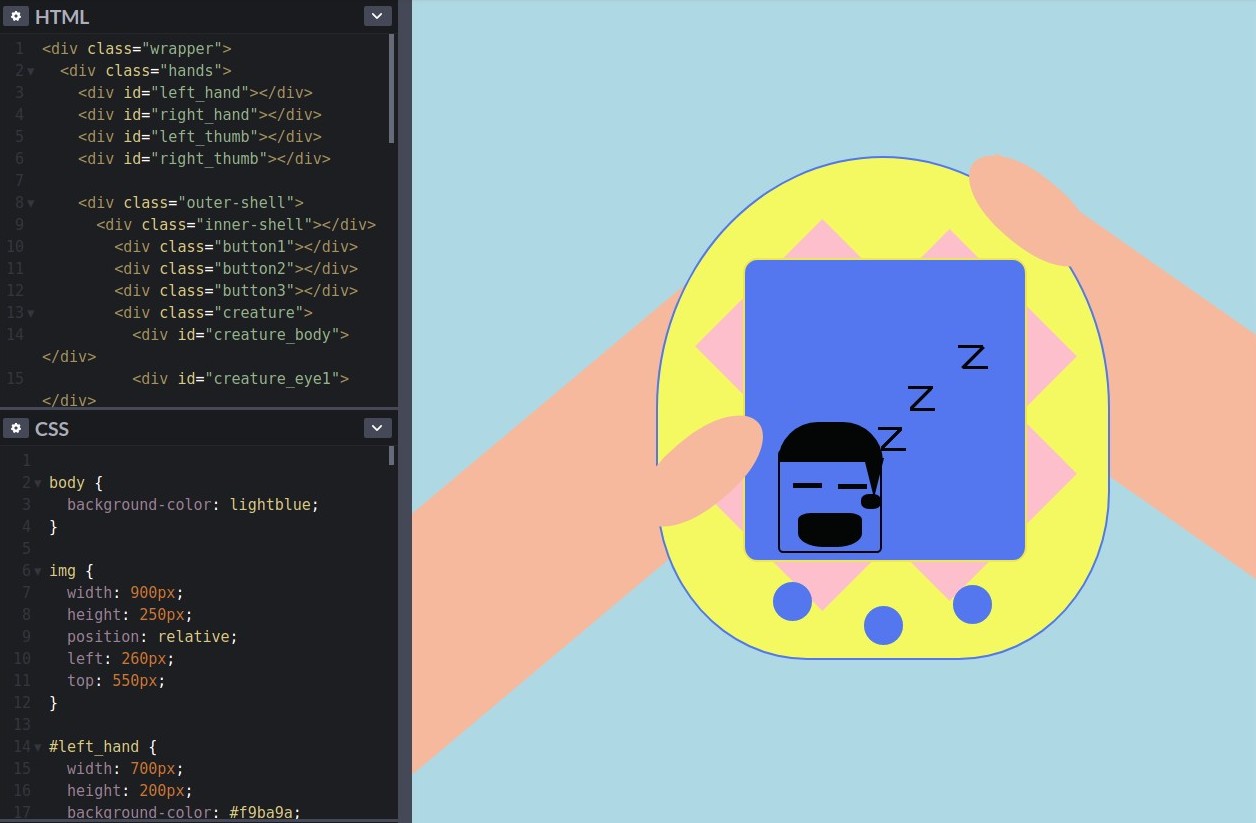 HTML
1 <div class="wrapper">
2 <div class="hands">
3 <div id="left_hand"></div>
4 <div id="right_hand"></div>
5 <div id="left_thumb"></div>
6 <div id="right_thumb"></div>
7
8 <div class="outer-shell">
9 <div class="inner-shell"></div>
10 <div class="button1"></div>
11 <div class="button2"></div>
12 <div class="button3"></div>
13 <div class="creature">
14 <div id="creature_body">
</div>
15 <div id="creature_eye1">
</div>
CSS
1
2 body {
3 background-color: lightblue;
4 }
5
6 img {
7 width: 900px;
8 height: 250px;
9 position: relative;
10 left: 260px;
11 top: 550px;
12 }
13
14 #left_hand {
15 width: 700px;
16 height: 200px;
17 background-color: #f9ba9a;
Z
Z
Z